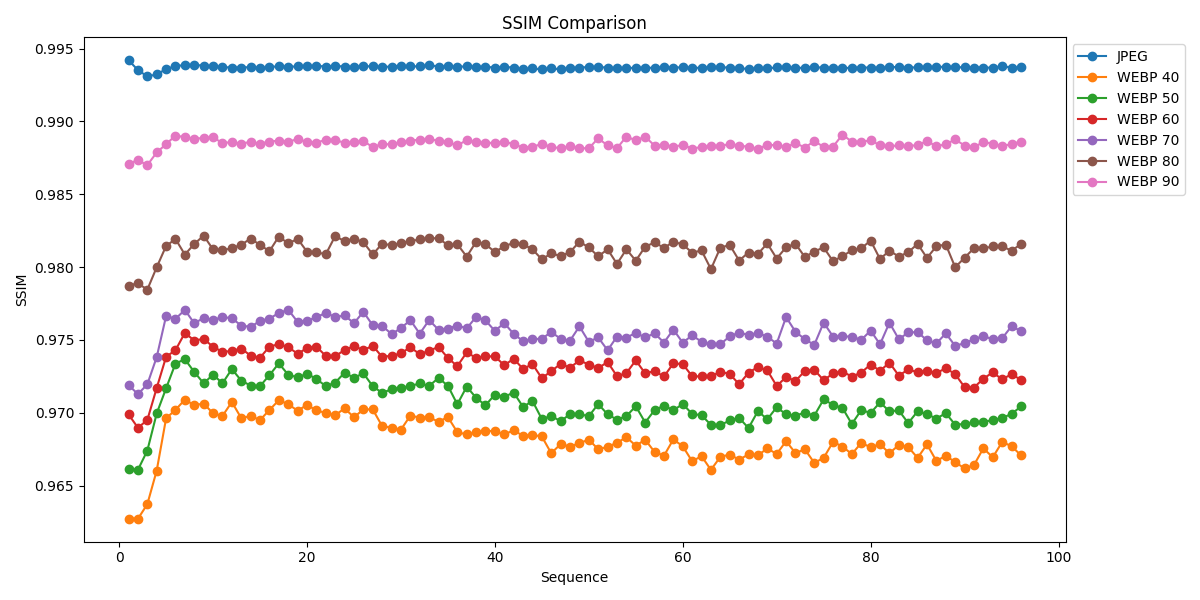 SSIM Comparison
SSIM
0.995
0.990
0.985
0.980
0.975
0.970
0.965
0
20
40
60
80
100
Sequence
JPEG
WEBP 40
WEBP 50
WEBP 60
WEBP 70
WEBP 80
WEBP 90